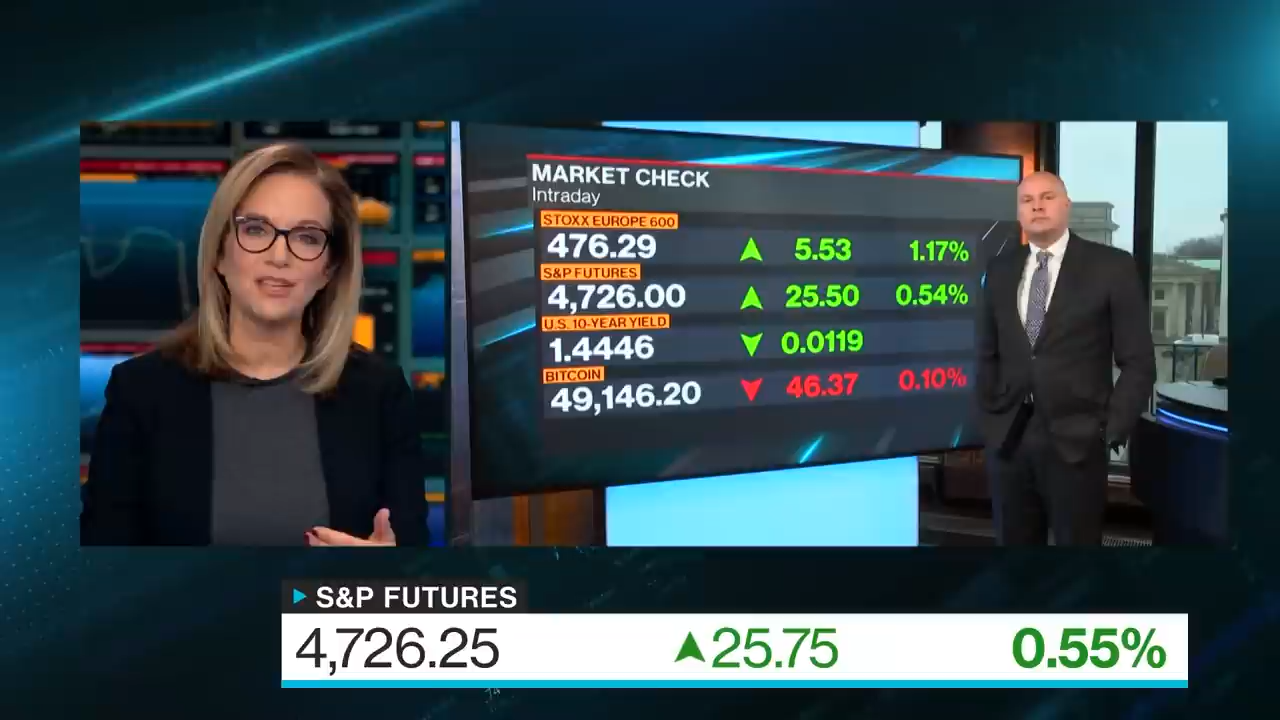 MARKET CHECK
Intraday
STOXX EUROPE 600
476.29 ▲ 5.53 1.17%
S&P FUTURES
4,726.00 ▲ 25.50 0.54%
U.S. 10-YEAR YIELD
1.4446 ▼ 0.0119
BITCOIN
49,146.20 ▼ 46.37 0.10%
S&P FUTURES
4,726.25 ▲25.75 0.55%